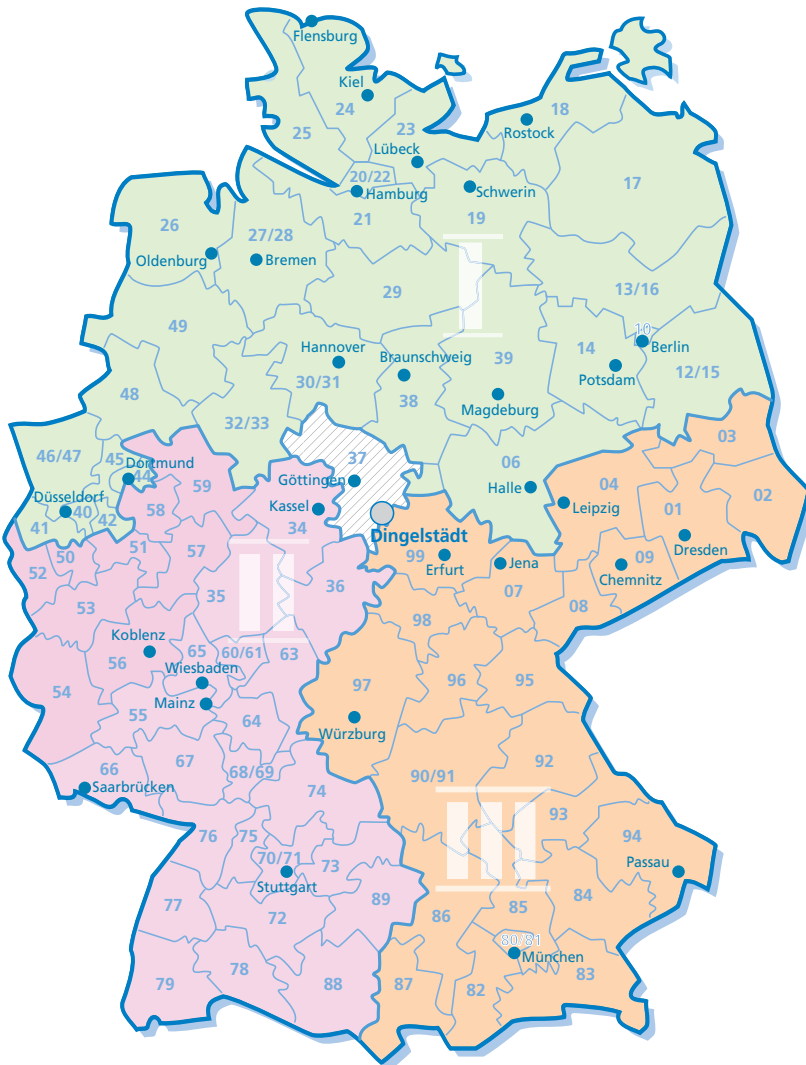 Flensburg
Kiel
24
25
23
18
Rostock
Lübeck
20/22
Hamburg
Schwerin
17
26
21
19
27/28
Oldenburg
Bremen
I
29
13/16
49
10
Hannover
Braunschweig
39
14
Berlin
Potsdam
12/15
30/31
48
38
Magdeburg
32/33
03
46/47
45
Dortmund
44
37
06
Göttingen
59
04
02
Halle
Düsseldorf
40
58
Kassel
Leipzig
01
41
42
34
Dingelstädt
51
57
99
Erfurt
Jena
09
Dresden
50
52
Chemnitz
II
35
36
07
08
53
98
Koblenz
65
60/61
63
56
Wiesbaden
96
95
54
97
Mainz
55
64
Würzburg
66
67
68/69
92
90/91
Saarbrücken
74
93
76
75
94
III
70/71
73
Passau
Stuttgart
89
84
77
72
86
85
80/81
München
78
83
79
88
87
82